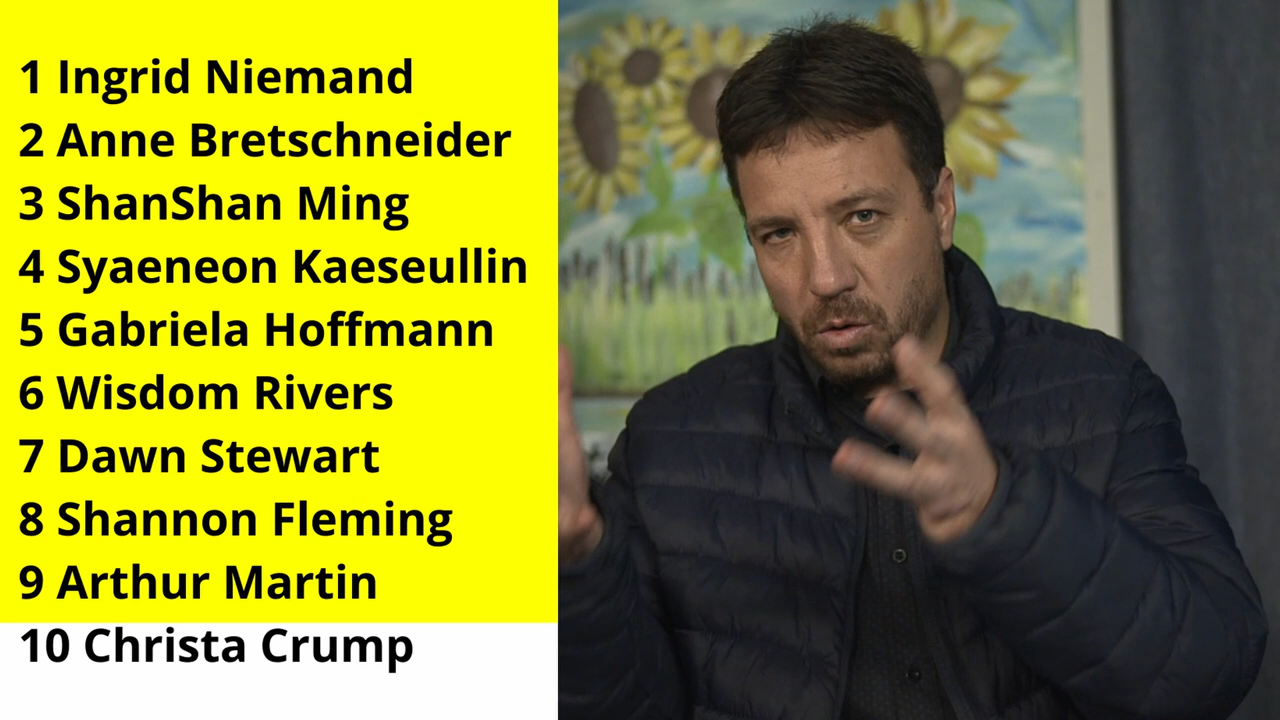 1 Ingrid Niemand
2 Anne Bretschneider
3 ShanShan Ming
4 Syaeneon Kaeseullin
5 Gabriela Hoffmann
6 Wisdom Rivers
7 Dawn Stewart
8 Shannon Fleming
9 Arthur Martin
10 Christa Crump